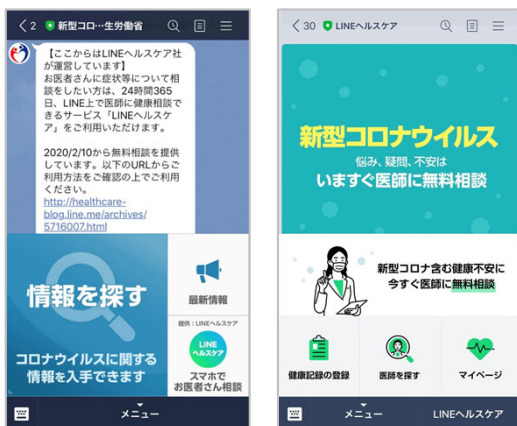 2
新型コロ…生労働省
【ここからはLINEヘルスケア社
が運営しています】
お医者さんに症状等について相
談をしたい方は、24時間365
日、LINE上で医師に健康相談で
きるサービス「LINEヘルスケ
ア」をご利用いただけます。
2020/2/10から無料相談を提供
しています。以下のURLからご
利用方法をご確認の上でご利用
ください。
http://healthcare-
blog.line.me/archives/
5716007.html
情報を探す
コロナウイルスに関する
情報を入手できます
最新情報
提供：LINEヘルスケア
LINE
ヘルスケア
スマホで
お医者さん相談
メニュー
30
LINEヘルスケア
新型コロナウイルス
悩み、疑問、不安は
いますぐ医師に無料相談
新型コロナ含む健康不安に
今すぐ医師に無料相談
健康記録の登録
医師を探す
マイページ
メニュー
LINEヘルスケア